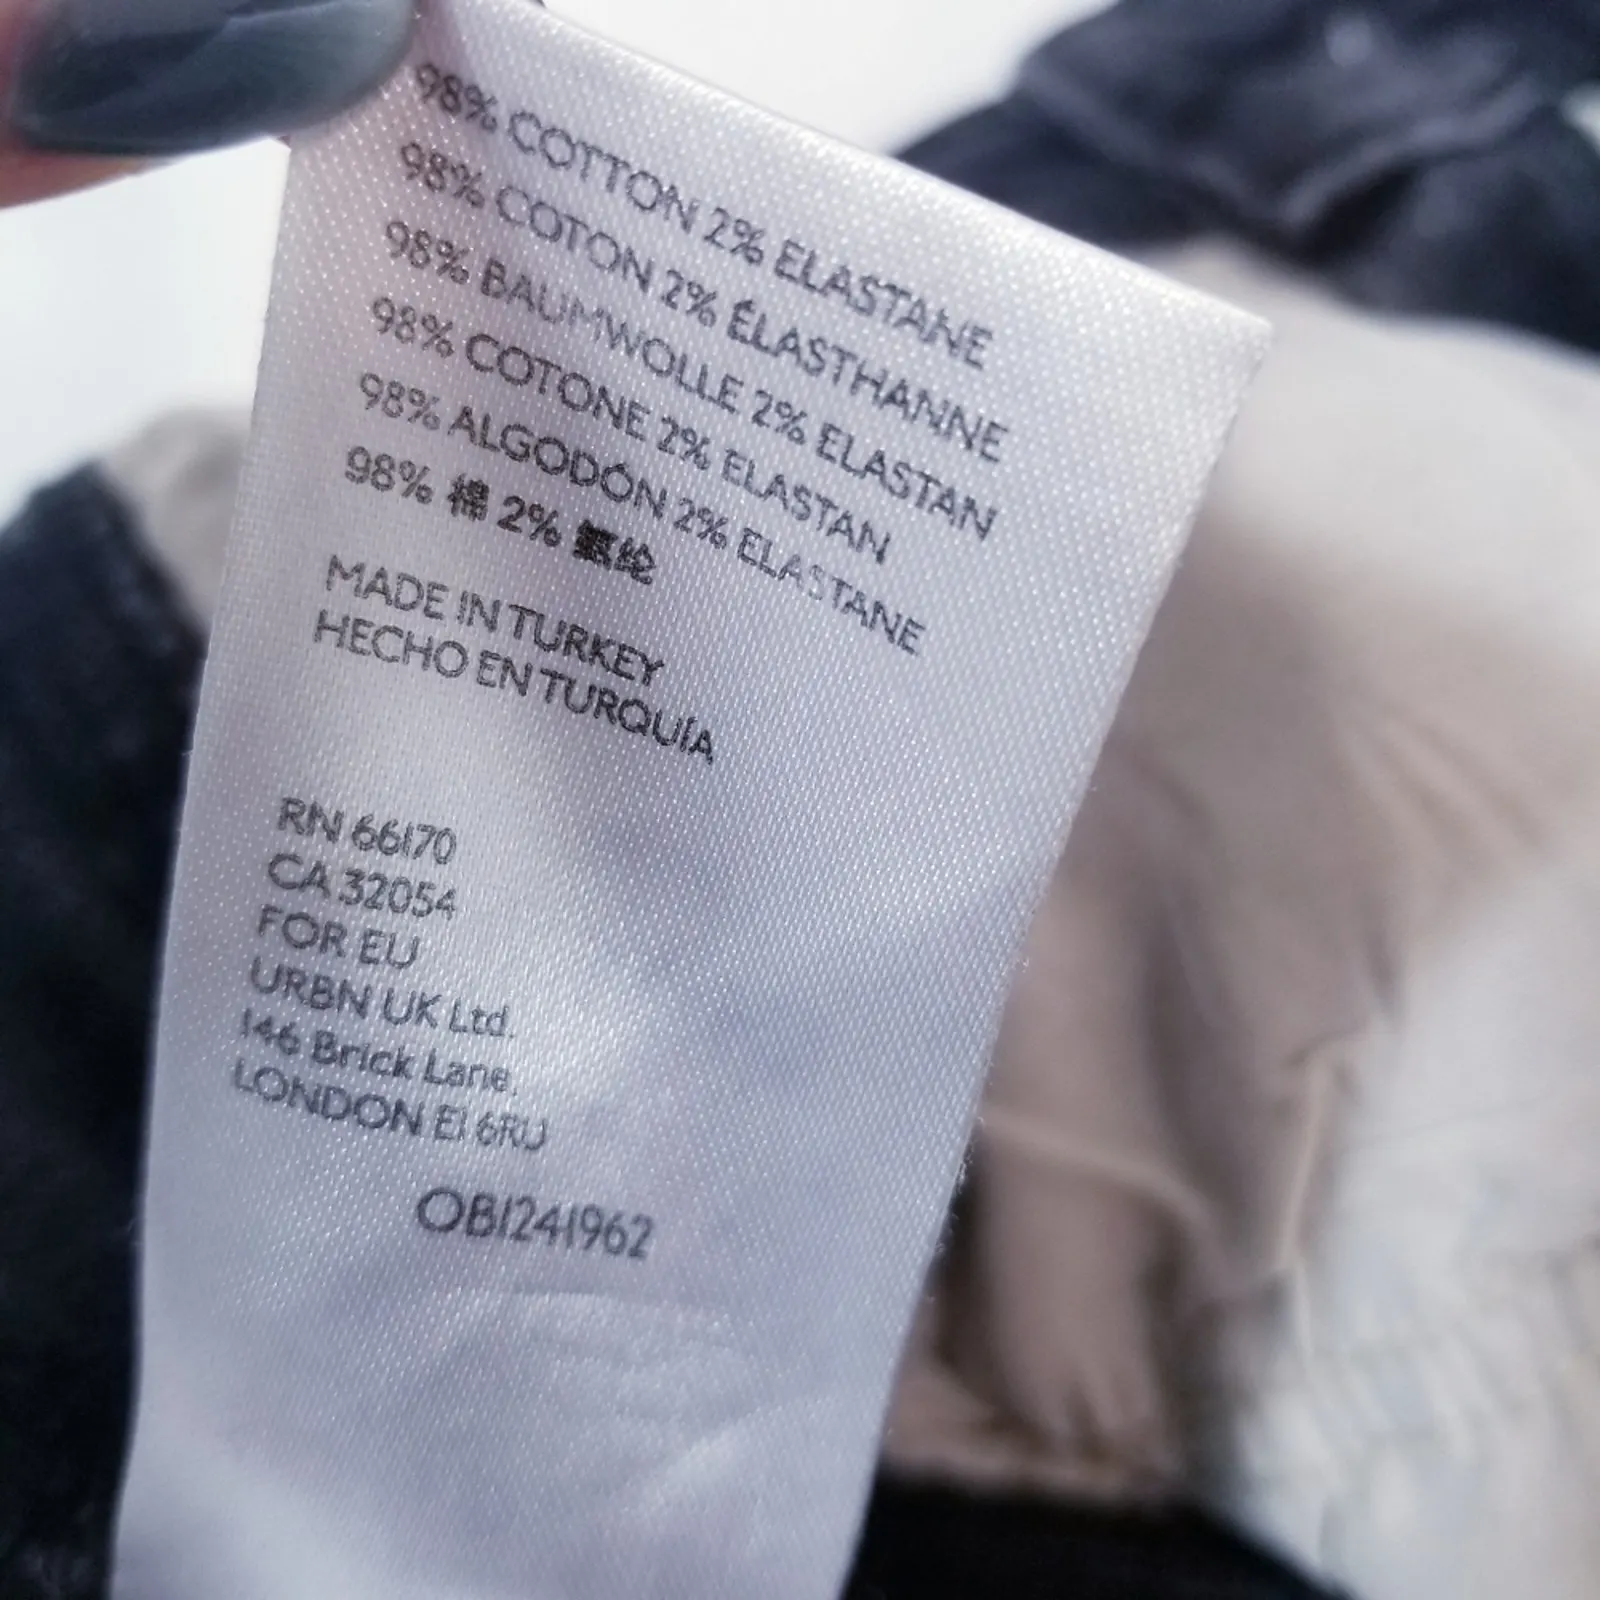 98% COTTON 2% ELASTANE
98% COTON 2% ÉLASTHANNE
98% BAUMWOLLE 2% ELASTAN
98% COTONE 2% ELASTAN
98% ALGODÓN 2% ELASTANE
98% 棉 2% 氨纶
MADE IN TURKEY
HECHO EN TURQUÍA
RN 66170
CA 32054
FOR EU
URBN UK Ltd.
146 Brick Lane,
LONDON E1 6RU
OB1241962